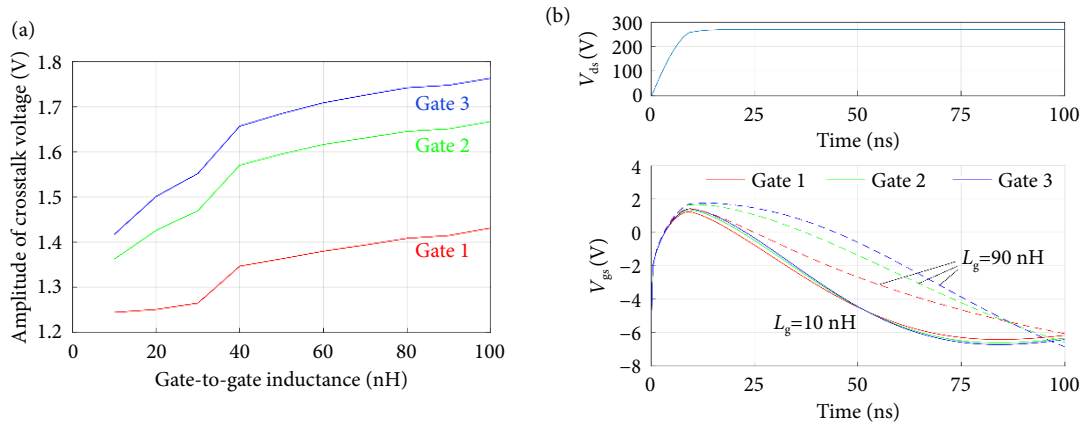 (a)
Amplitude of crosstalk voltage (V)
1.8
1.7
1.6
1.5
1.4
1.3
1.2
Gate 3
Gate 2
Gate 1
0 20 40 60 80 100
Gate-to-gate inductance (nH)
(b)
Vds (V)
300
200
100
0
0 25 50 75 100
Time (ns)
Vgs (V)
4
2
0
−2
−4
−6
−8
Gate 1 Gate 2 Gate 3
Lg=90 nH
Lg=10 nH
0 25 50 75 100
Time (ns)